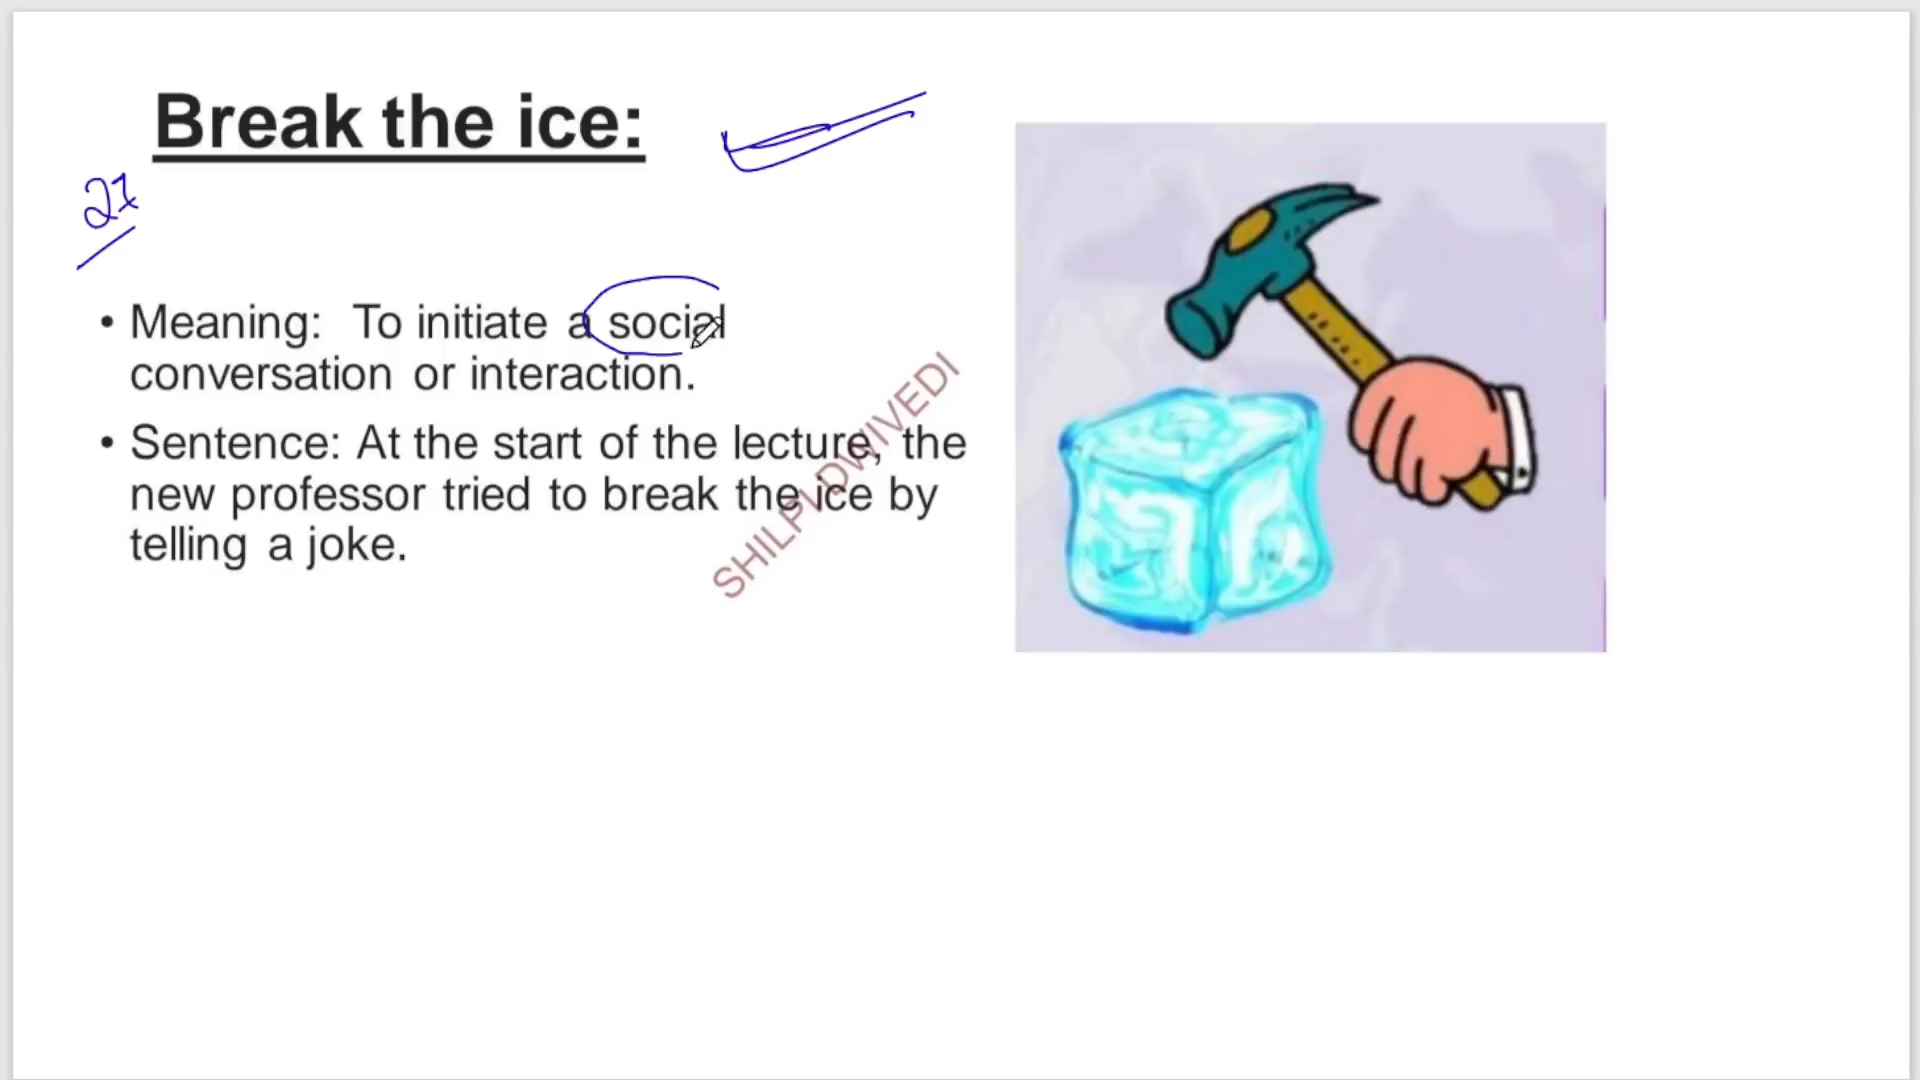 Break the ice:
21
• Meaning: To initiate a social
conversation or interaction.
• Sentence: At the start of the lecture, the
new professor tried to break the ice by
telling a joke.
SHILPI DWIVEDI